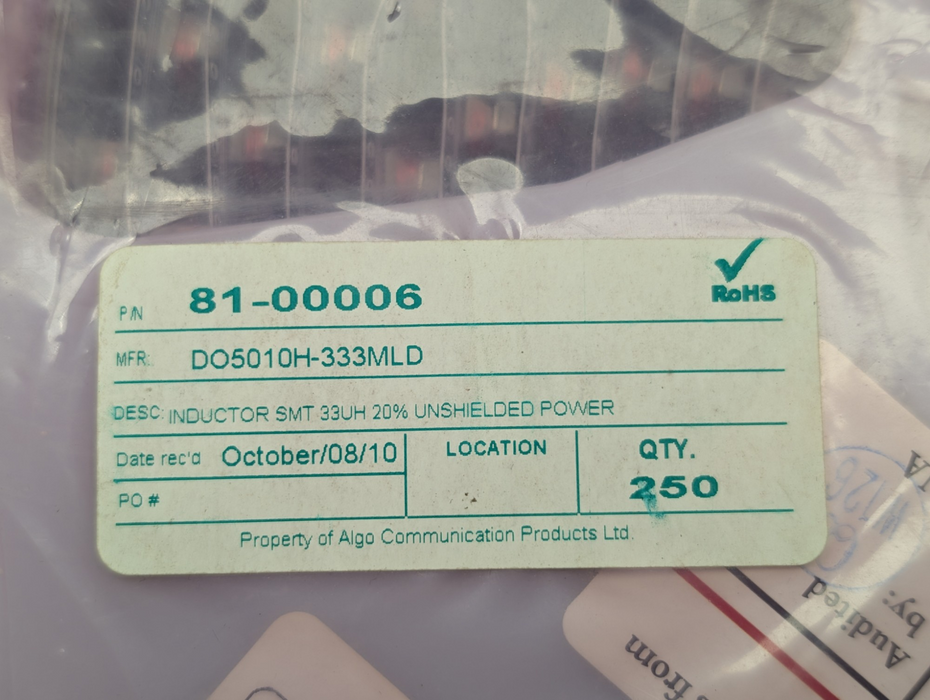 P/N 81-00006
RoHS
MFR: DO5010H-333MLD
DESC: INDUCTOR SMT 33UH 20% UNSHIELDED POWER
Date rec'd October/08/10
LOCATION
QTY.
250
PO #
Property of Algo Communication Products Ltd.
Audited
by:
from